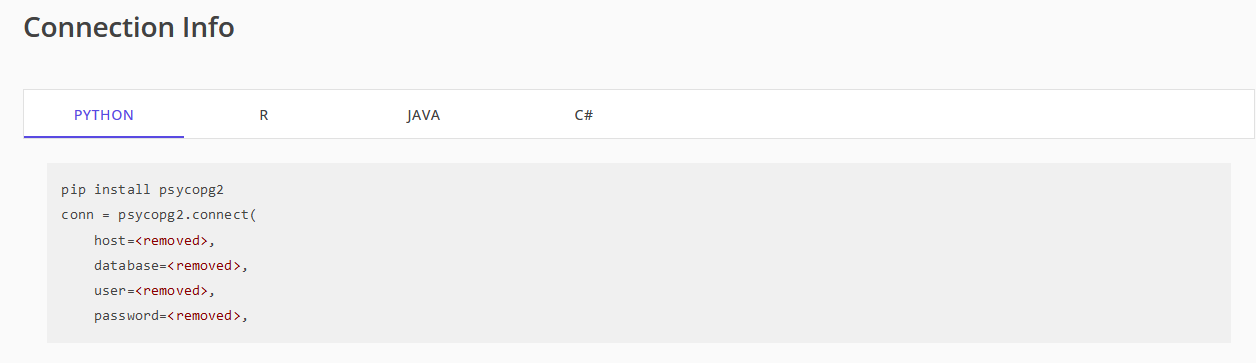 Connection Info
PYTHON R JAVA C#
pip install psycopg2
conn = psycopg2.connect(
    host=<removed>,
    database=<removed>,
    user=<removed>,
    password=<removed>,